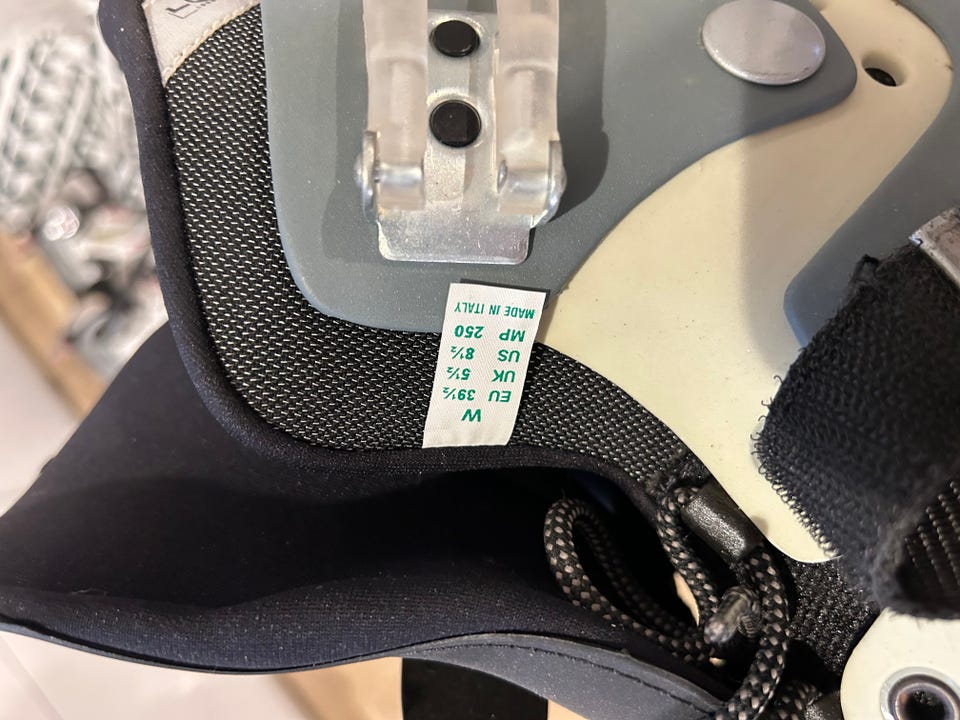 W
EU 39½
UK 5½
US 8½
MP 250
MADE IN ITALY